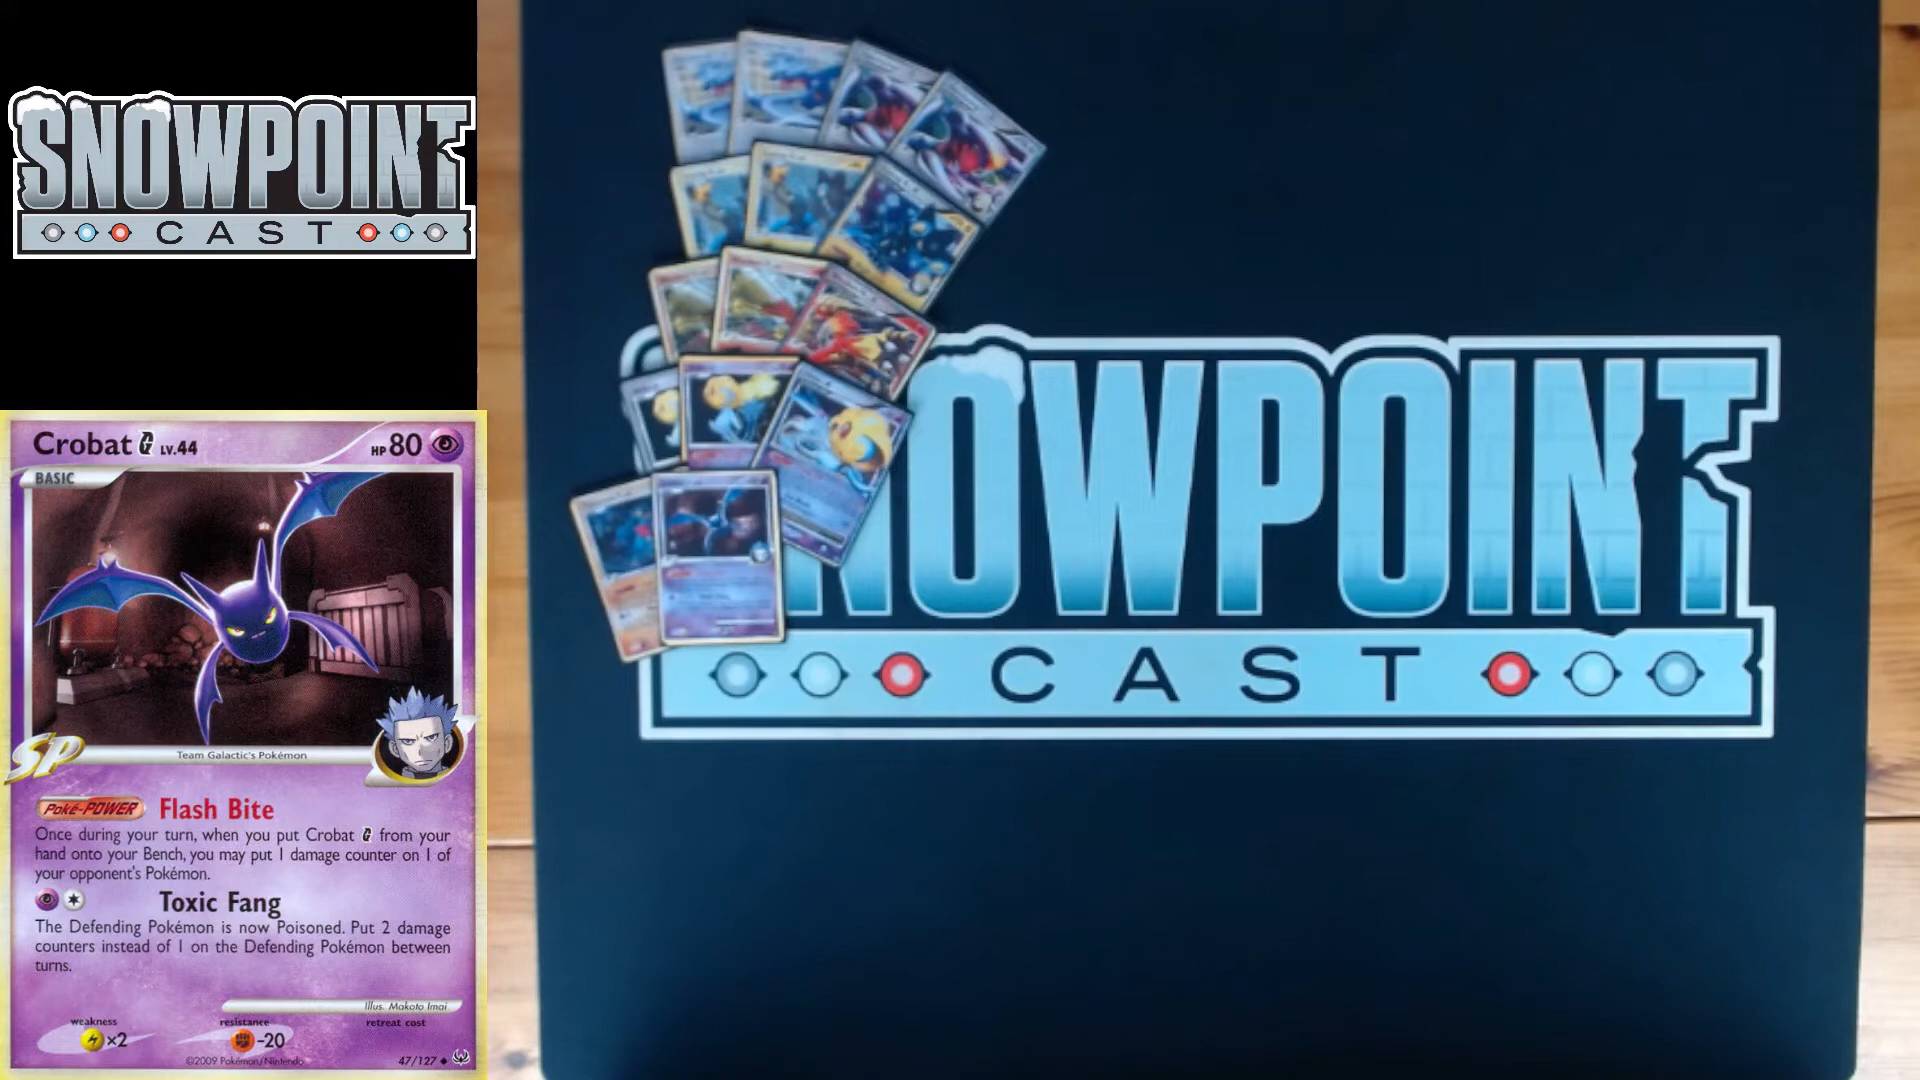 SNOWPOINT
CAST
Crobat G LV.44 HP 80
BASIC
SP
Team Galactic's Pokémon
Poké-POWER Flash Bite
Once during your turn, when you put Crobat G from your
hand onto your Bench, you may put 1 damage counter on 1 of
your opponent's Pokémon.
Toxic Fang
The Defending Pokémon is now Poisoned. Put 2 damage
counters instead of 1 on the Defending Pokémon between
turns.
Illus. Makoto Imai
weakness resistance retreat cost
×2 -20
©2009 Pokémon/Nintendo 47/127
NOWPOINT
CAST